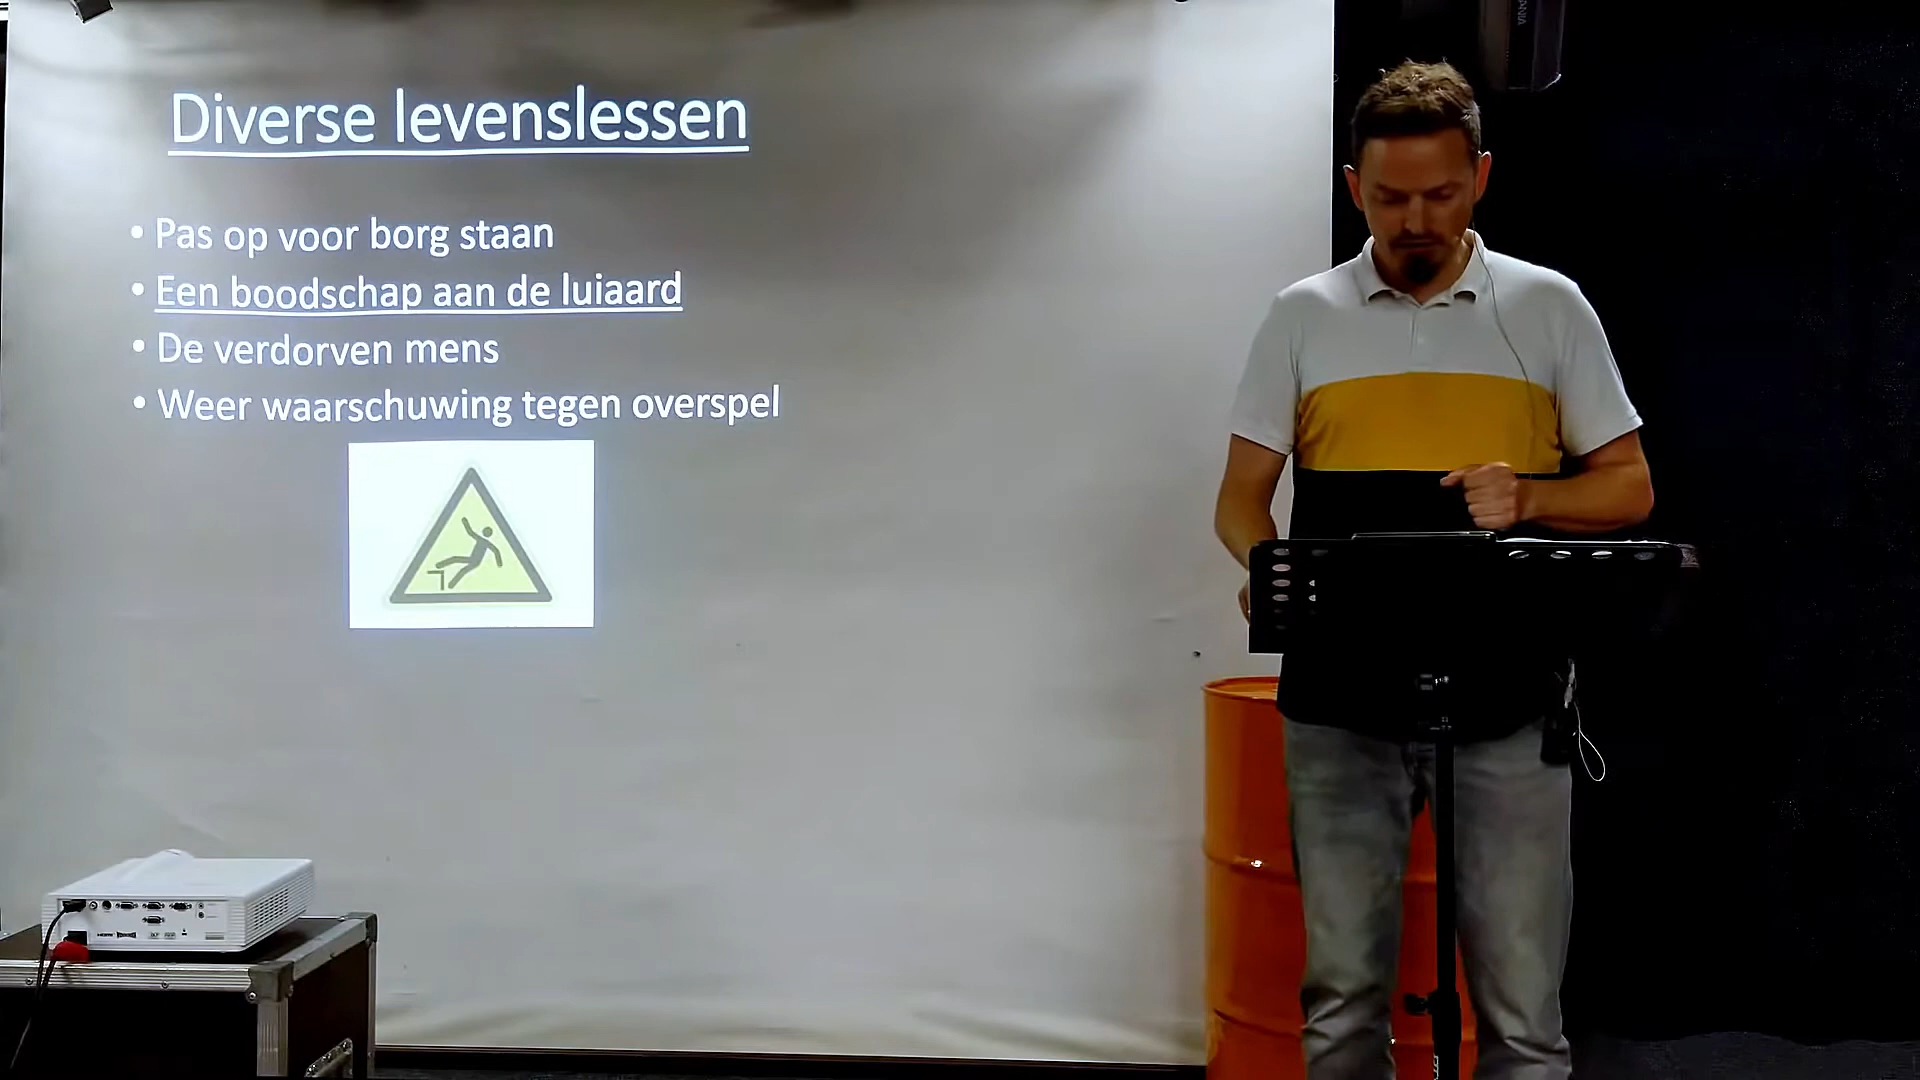 Diverse levenslessen
• Pas op voor borg staan
• Een boodschap aan de luiaard
• De verdorven mens
• Weer waarschuwing tegen overspel